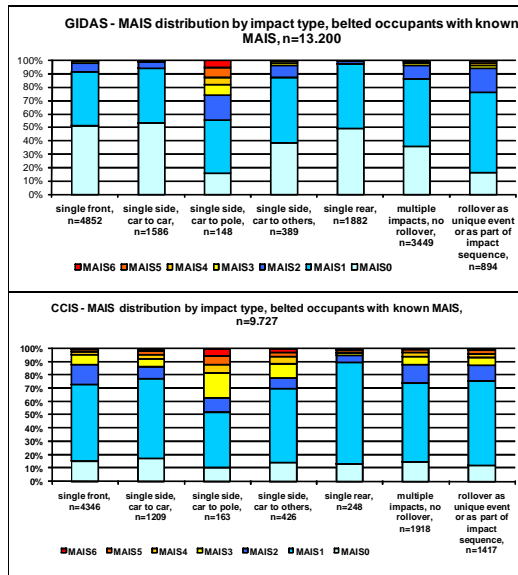 GIDAS - MAIS distribution by impact type, belted occupants with known
MAIS, n=13.200
100%
90%
80%
70%
60%
50%
40%
30%
20%
10%
0%
single front,
n=4852
single side,
car to car,
n=1586
single side,
car to pole,
n=148
single side,
car to others,
n=389
single rear,
n=1882
multiple
impacts, no
rollover,
n=3449
rollover as
unique event
or as part of
impact
sequence,
n=894
MAIS6 MAIS5 MAIS4 MAIS3 MAIS2 MAIS1 MAIS0
CCIS - MAIS distribution by impact type, belted occupants with known MAIS,
n=9.727
100%
90%
80%
70%
60%
50%
40%
30%
20%
10%
0%
single front,
n=4346
single side,
car to car,
n=1209
single side,
car to pole,
n=163
single side,
car to others,
n=426
single rear,
n=248
multiple
impacts, no
rollover,
n=1918
rollover as
unique event
or as part of
impact
sequence,
n=1417
MAIS6 MAIS5 MAIS4 MAIS3 MAIS2 MAIS1 MAIS0